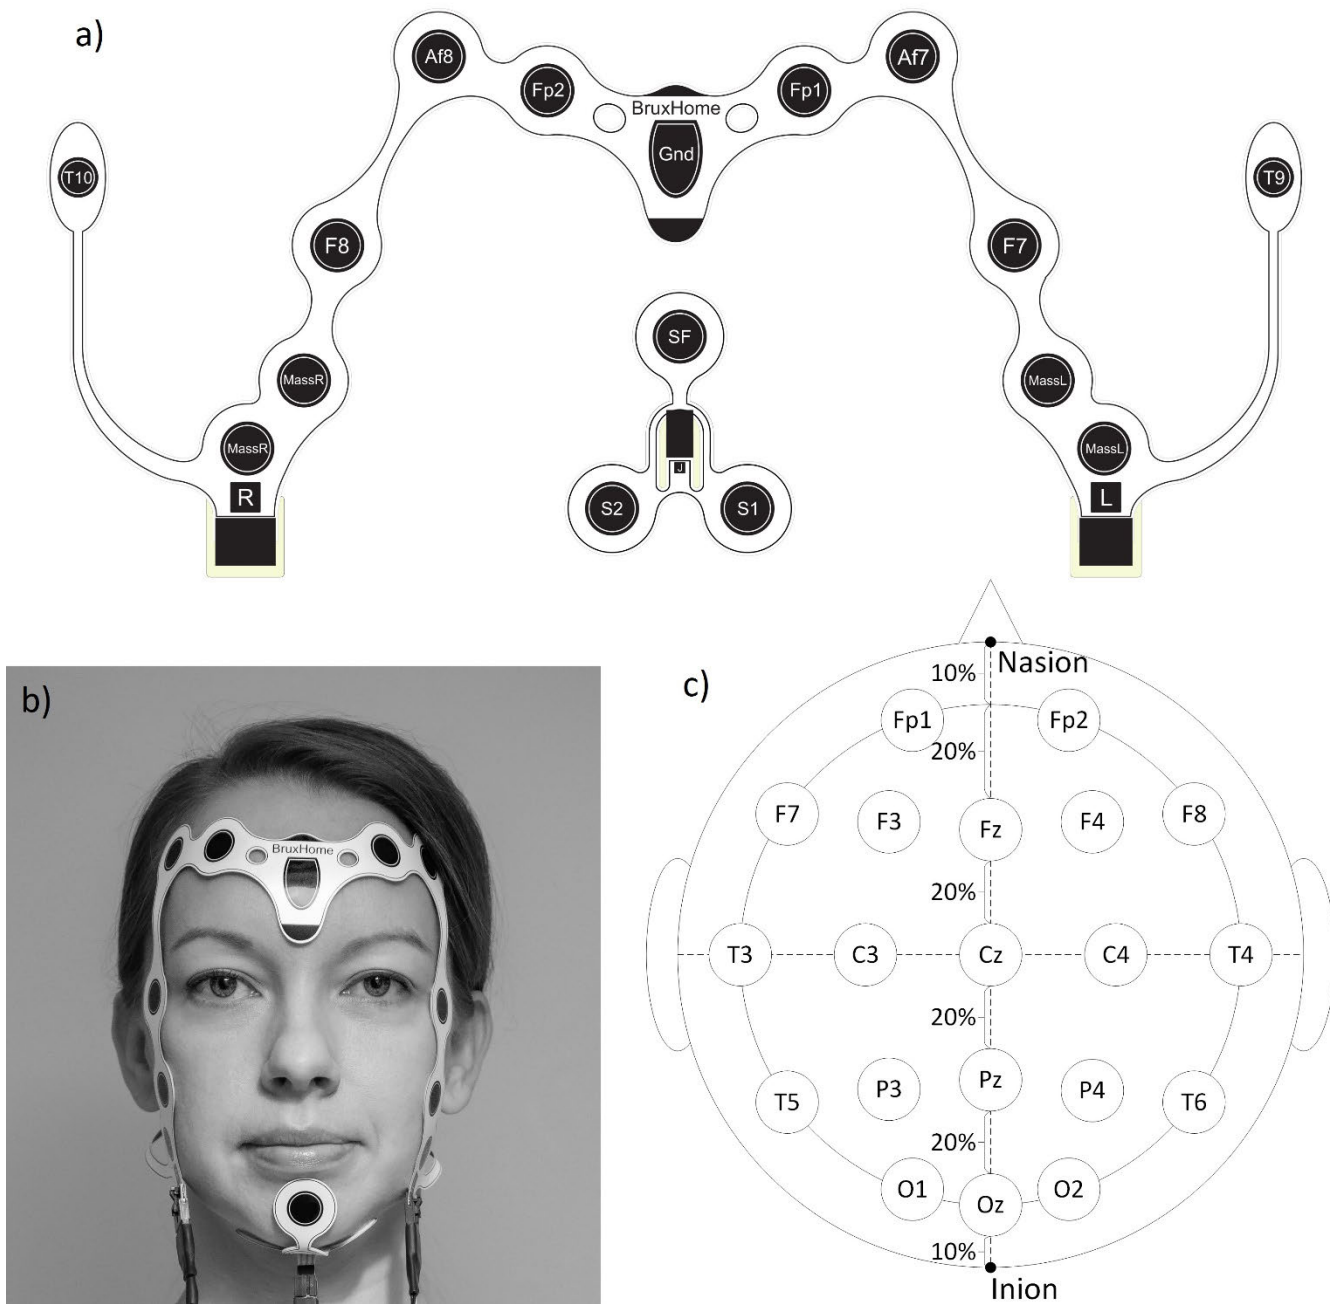 a)
Af8
Af7
Fp2
Fp1
BruxHome
Gnd
T10
T9
F8
F7
SF
MassR
MassL
MassR
MassL
J
R
L
S2
S1
b)
BruxHome
c)
Nasion
10%
Fp1
Fp2
20%
F7
F3
Fz
F4
F8
20%
T3
C3
Cz
C4
T4
20%
T5
P3
Pz
P4
T6
20%
O1
Oz
O2
10%
Inion